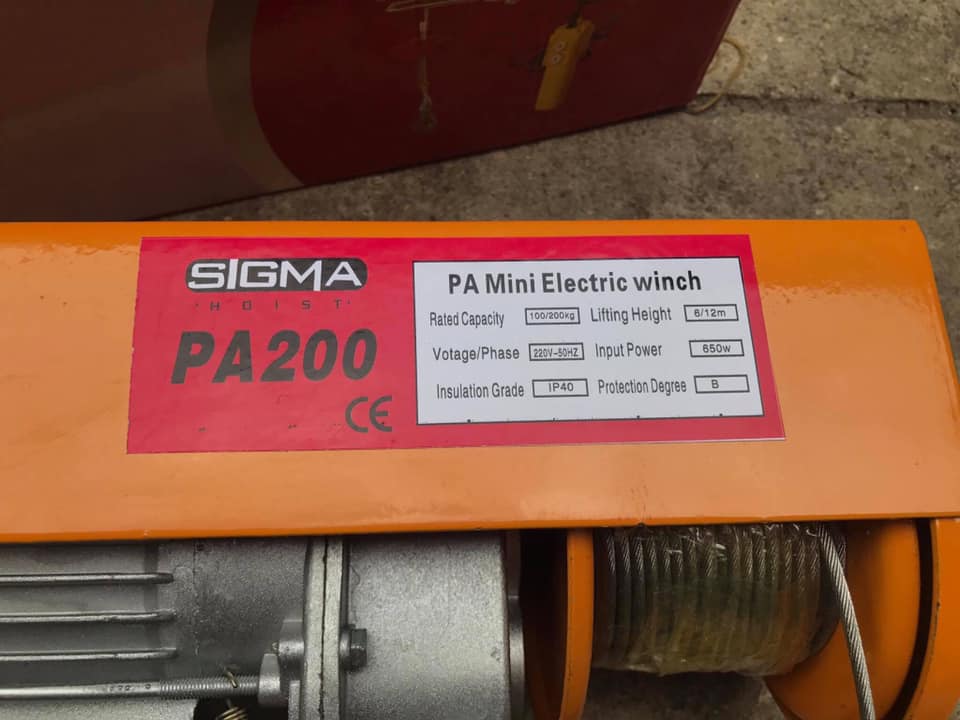 SIGMA
HOIST
PA200
CE
PA Mini Electric winch
Rated Capacity 100/200kg Lifting Height 6/12m
Votage/Phase 220V-50HZ Input Power 650w
Insulation Grade IP40 Protection Degree B